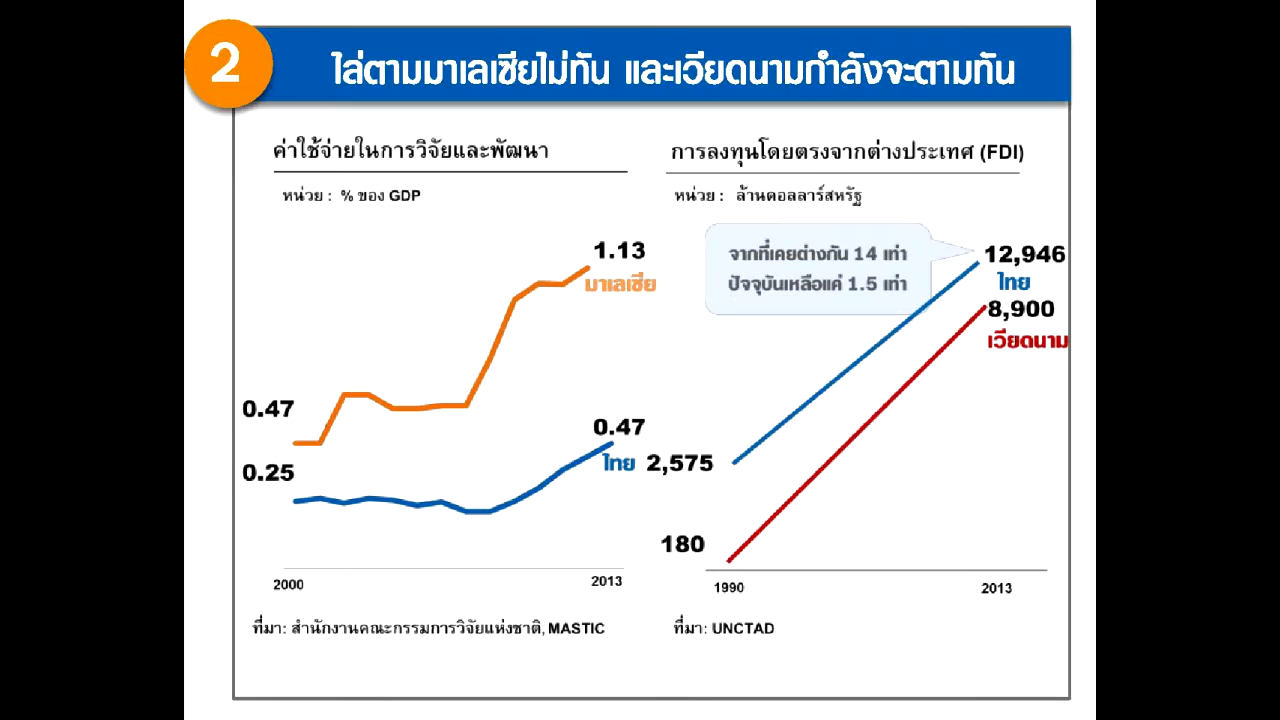 2
ไล่ตามมาเลเซียไม่ทัน และเวียดนามกำลังจะตามทัน
ค่าใช้จ่ายในการวิจัยและพัฒนา
หน่วย : % ของ GDP
1.13
มาเลเซีย
0.47
0.25
0.47
ไทย
2000
2013
ที่มา: สำนักงานคณะกรรมการวิจัยแห่งชาติ, MASTIC
การลงทุนโดยตรงจากต่างประเทศ (FDI)
หน่วย : ล้านดอลลาร์สหรัฐ
จากที่เคยต่างกัน 14 เท่า
ปัจจุบันเหลือแค่ 1.5 เท่า
12,946
ไทย
8,900
เวียดนาม
2,575
180
1990
2013
ที่มา: UNCTAD